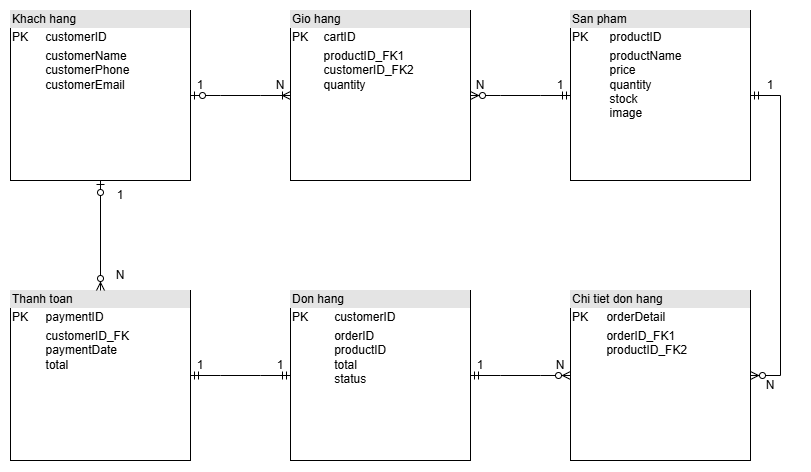 Khach hang
PK customerID
customerName
customerPhone
customerEmail
Gio hang
PK cartID
productID_FK1
customerID_FK2
quantity
San pham
PK productID
productName
price
quantity
stock
image
1
N
N
1
1
1
N
Thanh toan
PK paymentID
customerID_FK
paymentDate
total
Don hang
PK customerID
orderID
productID
total
status
Chi tiet don hang
PK orderDetail
orderID_FK1
productID_FK2
1
1
1
N
N